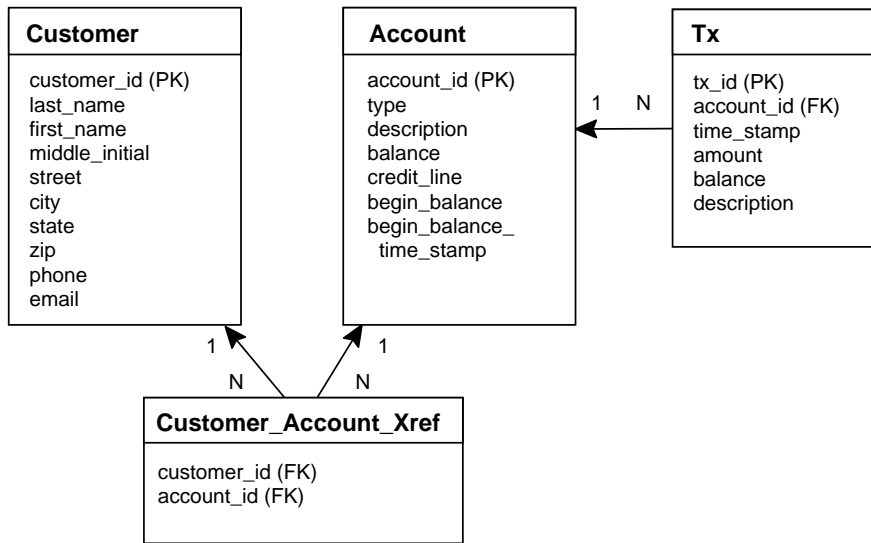 Customer
customer_id (PK)
last_name
first_name
middle_initial
street
city
state
zip
phone
email
Account
account_id (PK)
type
description
balance
credit_line
begin_balance
begin_balance_
time_stamp
Tx
tx_id (PK)
account_id (FK)
time_stamp
amount
balance
description
1 N
1 1
N N
Customer_Account_Xref
customer_id (FK)
account_id (FK)